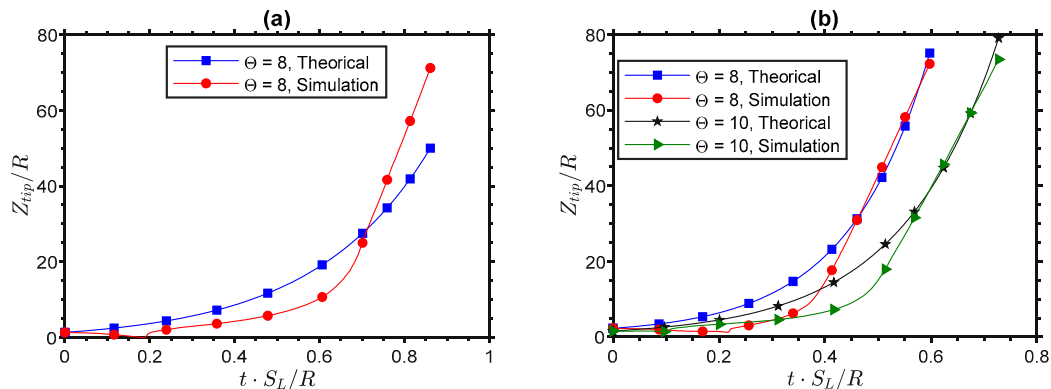 (a)
Θ = 8, Theorical
Θ = 8, Simulation
80
60
40
20
0
Z_tip/R
0
0.2
0.4
0.6
0.8
1
t · S_L/R
(b)
Θ = 8, Theorical
Θ = 8, Simulation
Θ = 10, Theorical
Θ = 10, Simulation
80
60
40
20
0
Z_tip/R
0
0.2
0.4
0.6
0.8
t · S_L/R